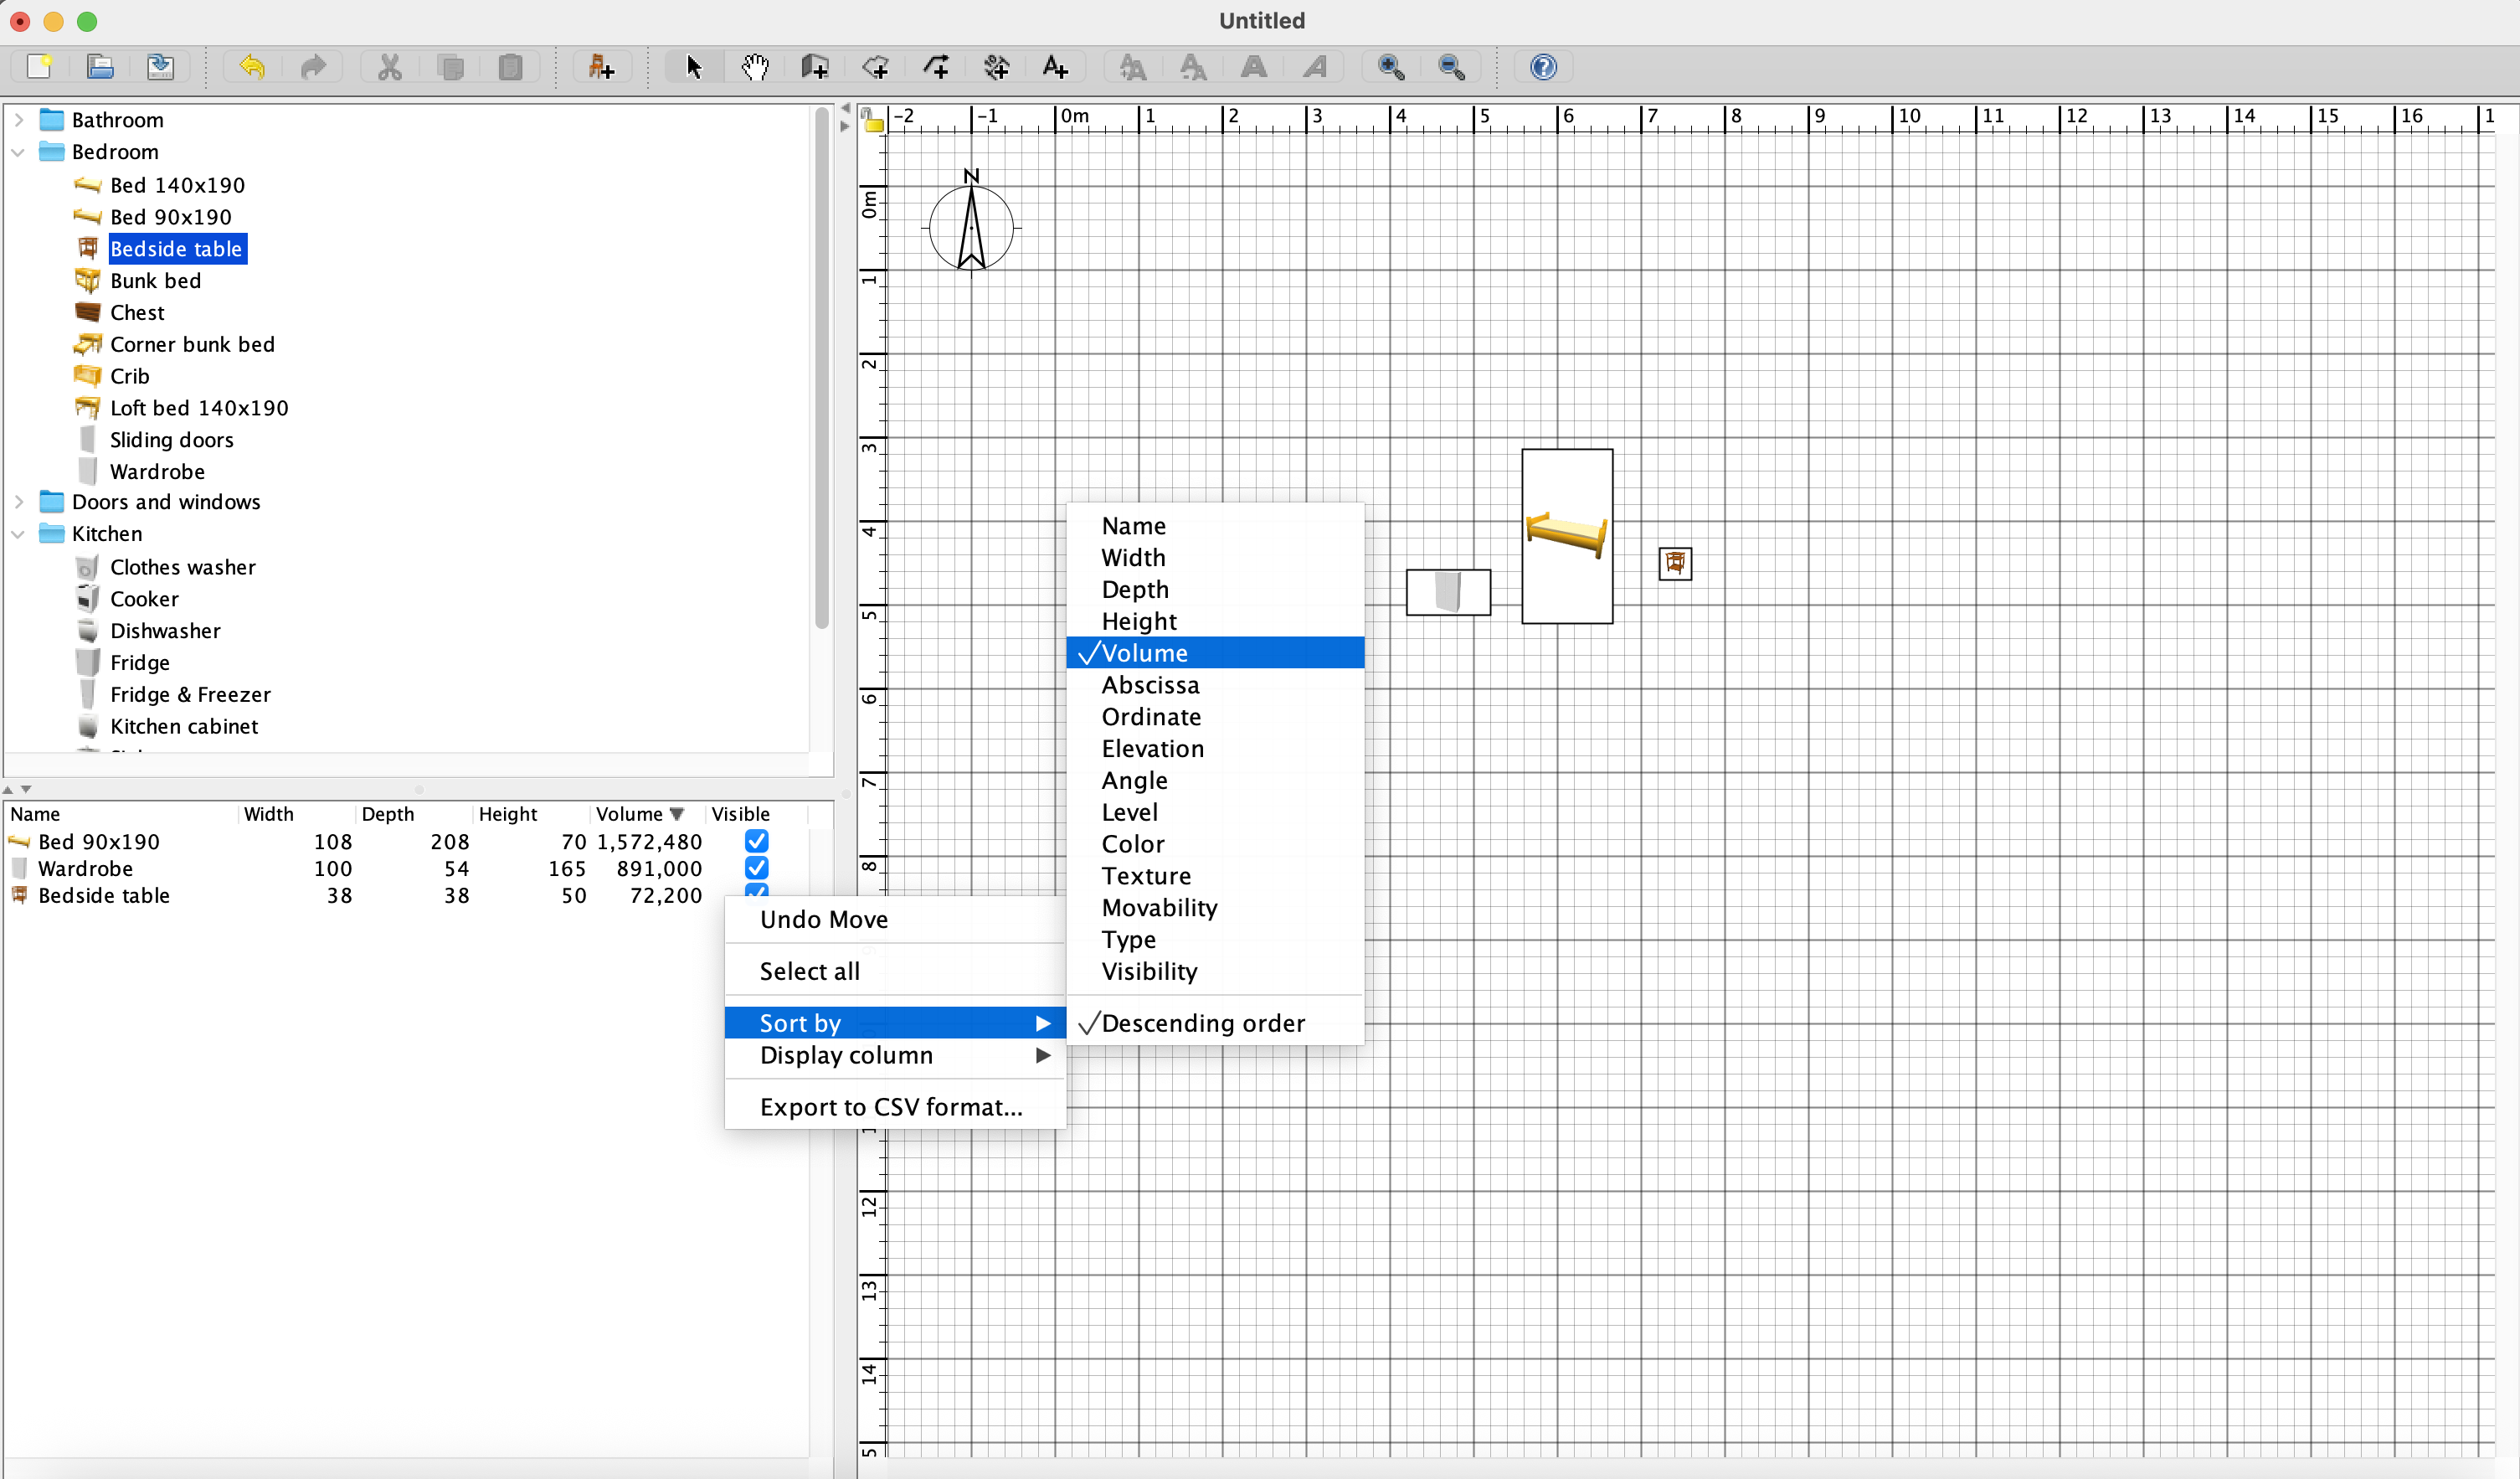 Untitled
Bathroom
Bedroom
Bed 140x190
Bed 90x190
Bedside table
Bunk bed
Chest
Corner bunk bed
Crib
Loft bed 140x190
Sliding doors
Wardrobe
Doors and windows
Kitchen
Clothes washer
Cooker
Dishwasher
Fridge
Fridge & Freezer
Kitchen cabinet
Name Width Depth Height Volume Visible
Bed 90x190 108 208 70 1,572,480
Wardrobe 100 54 165 891,000
Bedside table 38 38 50 72,200
Undo Move
Select all
Sort by
Display column
Export to CSV format...
Name
Width
Depth
Height
Volume
Abscissa
Ordinate
Elevation
Angle
Level
Color
Texture
Movability
Type
Visibility
Descending order
-2 -1 0m 1 2 3 4 5 6 7 8 9 10 11 12 13 14 15 16 1
N
0m
1
2
3
4
5
6
7
8
12
13
14
5